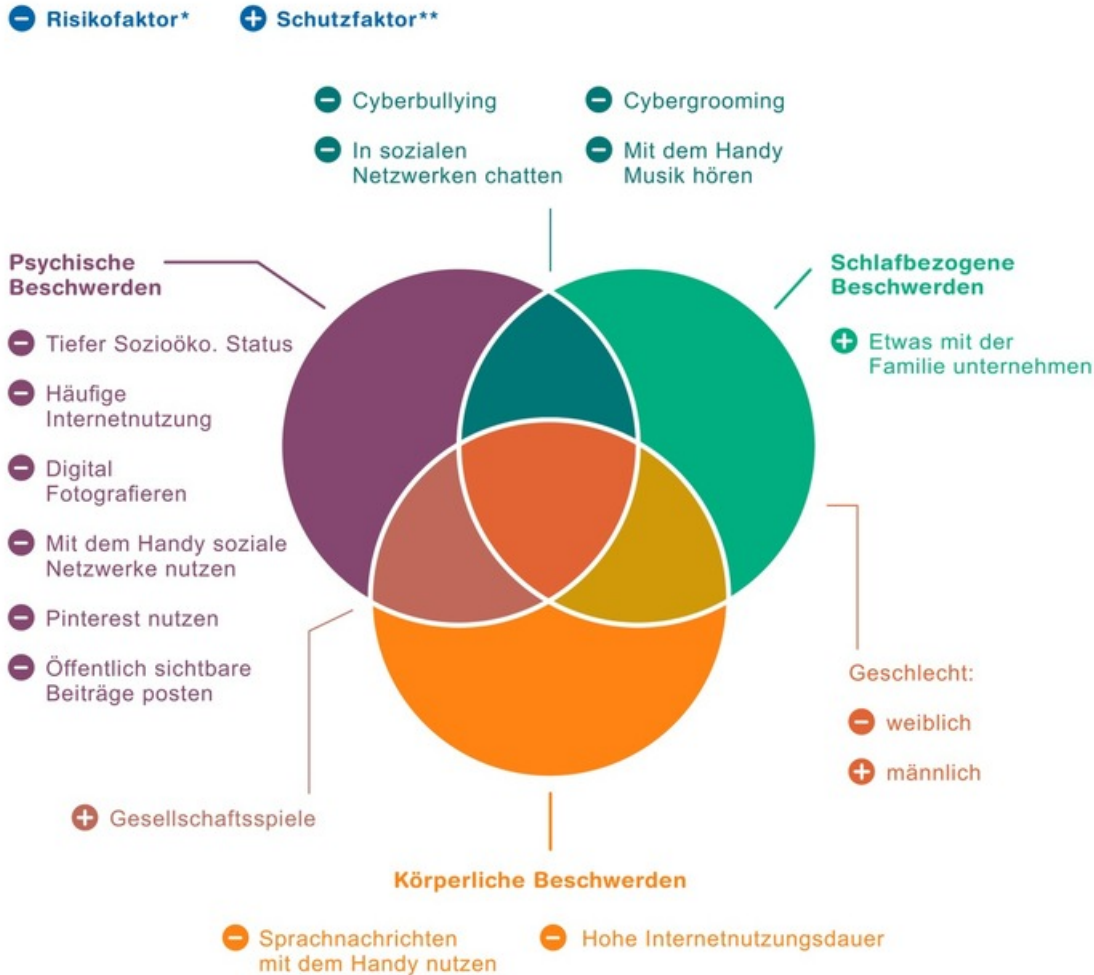 Risikofaktor*
Schutzfaktor**
Cyberbullying
Cybergrooming
In sozialen
Netzwerken chatten
Mit dem Handy
Musik hören
Psychische
Beschwerden
Tiefer Sozioöko. Status
Häufige
Internetnutzung
Digital
Fotografieren
Mit dem Handy soziale
Netzwerke nutzen
Pinterest nutzen
Öffentlich sichtbare
Beiträge posten
Schlafbezogene
Beschwerden
Etwas mit der
Familie unternehmen
Geschlecht:
weiblich
männlich
Gesellschaftsspiele
Körperliche Beschwerden
Sprachnachrichten
mit dem Handy nutzen
Hohe Internetnutzungsdauer